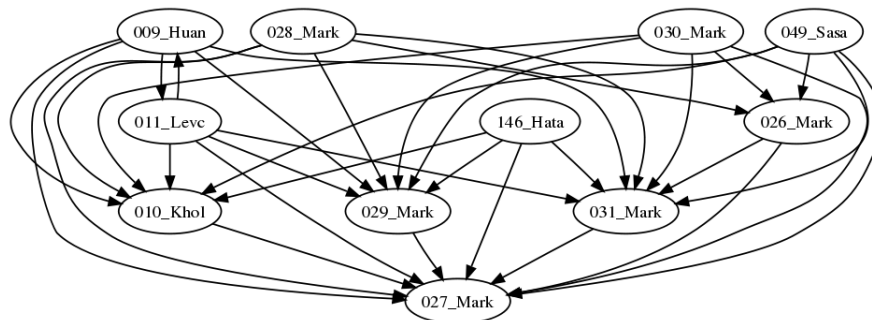 009_Huan
028_Mark
030_Mark
049_Sasa
011_Levc
146_Hata
026_Mark
010_Khol
029_Mark
031_Mark
027_Mark